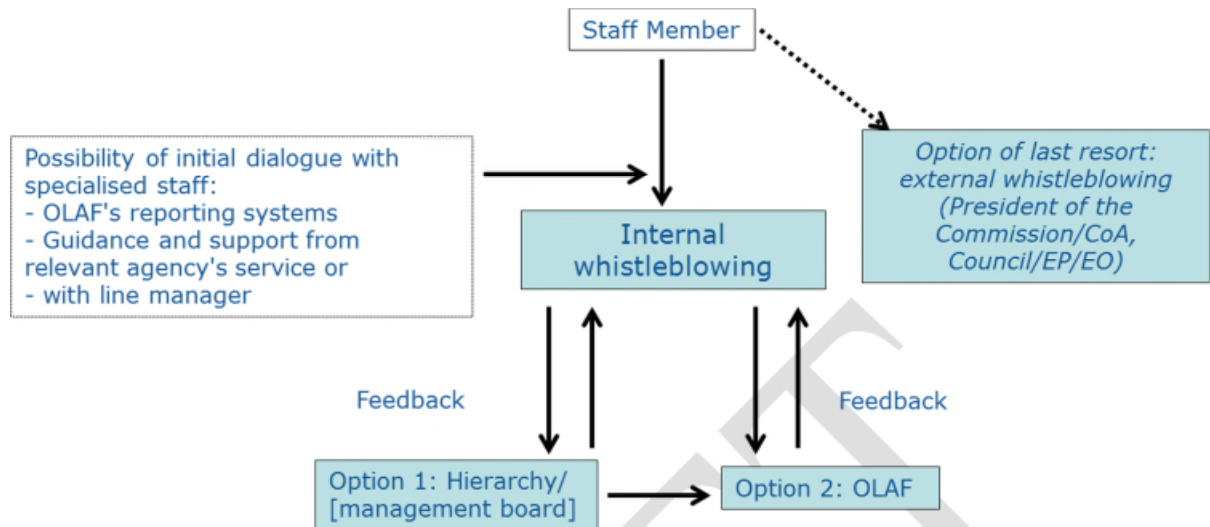 Staff Member
Possibility of initial dialogue with
specialised staff:
- OLAF's reporting systems
- Guidance and support from
relevant agency's service or
- with line manager
Option of last resort:
external whistleblowing
(President of the
Commission/CoA,
Council/EP/EO)
Internal
whistleblowing
Feedback
Feedback
Option 1: Hierarchy/
[management board]
Option 2: OLAF